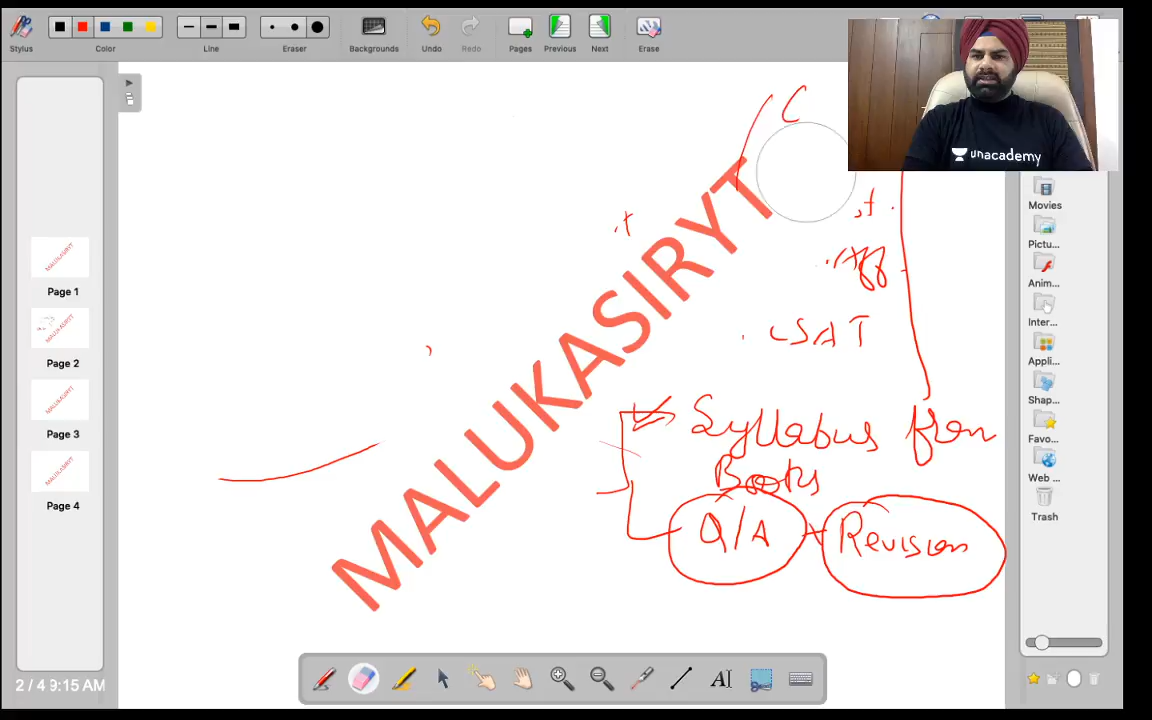 Stylus
Color
Line
Eraser
Backgrounds
Undo
Redo
Pages
Previous
Next
Erase
unacademy
C
MALUKASIRYT
CSAT
Syllabus from
Books
Q/A + Revision
Page 1
Page 2
Page 3
Page 4
2 / 4 9:15 AM
Movies
Pictu...
Anim...
Inter...
Appli...
Shap...
Favo...
Web ...
Trash